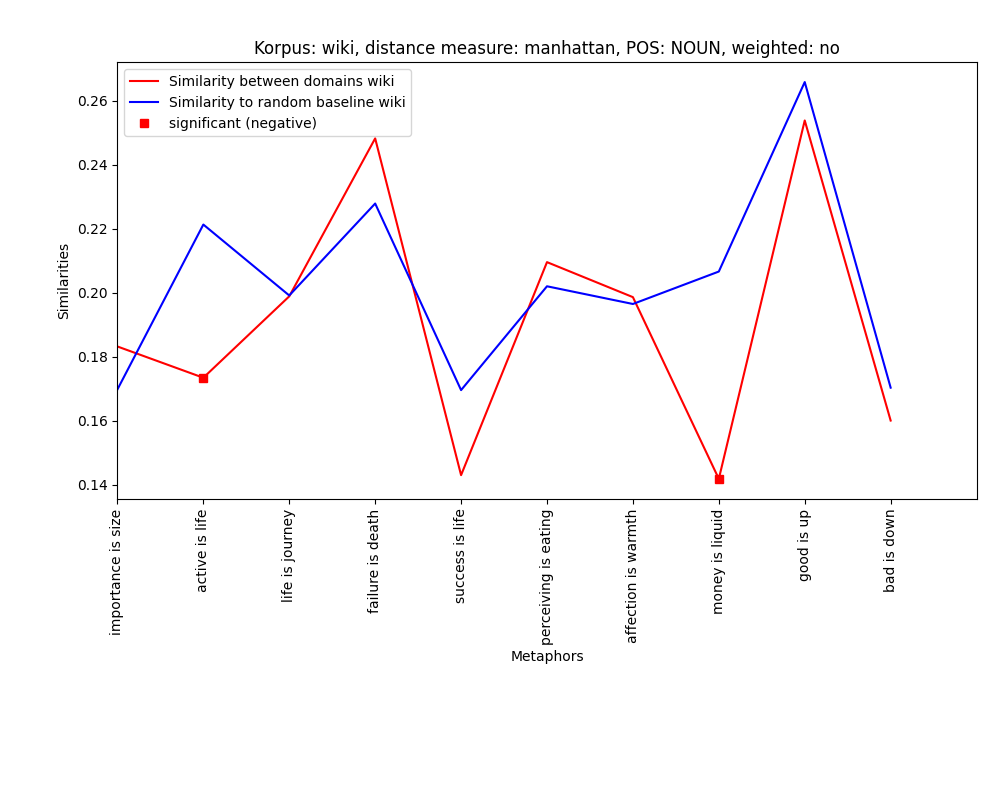 Korpus: wiki, distance measure: manhattan, POS: NOUN, weighted: no
Similarity between domains wiki
Similarity to random baseline wiki
significant (negative)
Similarities
0.26
0.24
0.22
0.20
0.18
0.16
0.14
importance is size
active is life
life is journey
failure is death
success is life
perceiving is eating
affection is warmth
money is liquid
good is up
bad is down
Metaphors